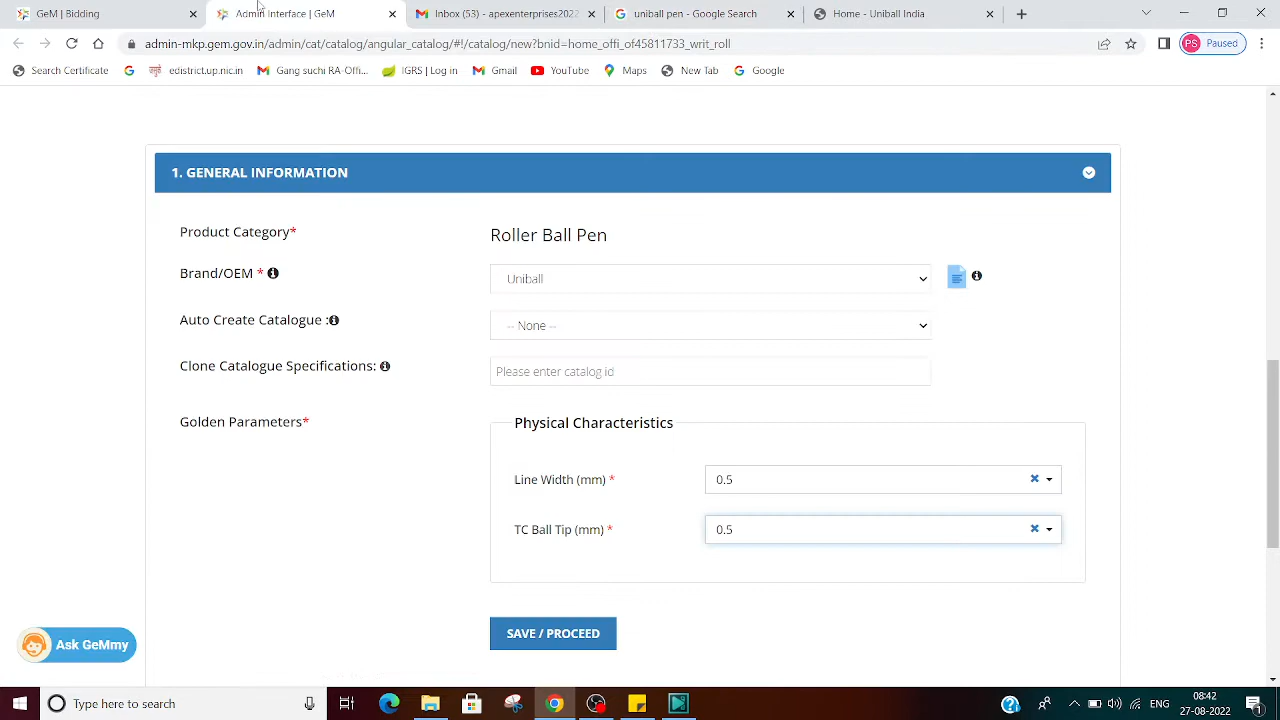 GeM | Bidding
Admin Interface | GeM
Inbox (53) - apexenterprises2022
uniball pen - Google Search
Home - Uniball India
admin-mkp.gem.gov.in/admin/cat/catalog/angular_catalog/#!/catalog/new?bnid=home_offi_of45811733_writ_roll
PS Paused
Search Certificate
edistrict.up.nic.in
Gang suchi RA-Offi...
IGRS | Log in
Gmail
YouTube
Maps
New Tab
Google
1. GENERAL INFORMATION
Product Category*
Roller Ball Pen
Brand/OEM *
Uniball
Auto Create Catalogue :
-- None --
Clone Catalogue Specifications:
Please enter catalog id
Golden Parameters*
Physical Characteristics
Line Width (mm) *
0.5
TC Ball Tip (mm) *
0.5
SAVE / PROCEED
Ask GeMmy
Type here to search
ENG
08:42
27-08-2022